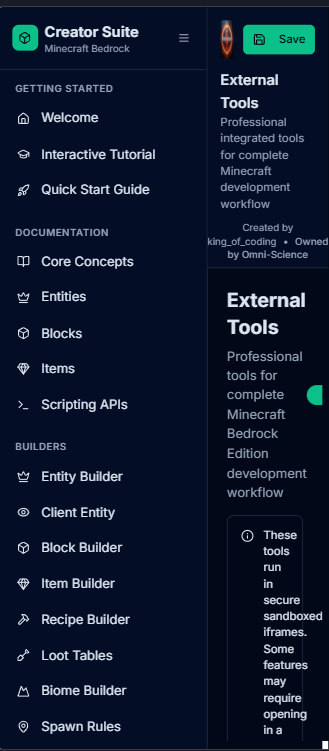 Creator Suite
Minecraft Bedrock
GETTING STARTED
Welcome
Interactive Tutorial
Quick Start Guide
DOCUMENTATION
Core Concepts
Entities
Blocks
Items
Scripting APIs
BUILDERS
Entity Builder
Client Entity
Block Builder
Item Builder
Recipe Builder
Loot Tables
Biome Builder
Spawn Rules
Save
External
Tools
Professional
integrated tools
for complete
Minecraft
development
workflow
Created by
king_of_coding • Owned
by Omni-Science
External
Tools
Professional
tools for
complete
Minecraft
Bedrock
Edition
development
workflow
These
tools
run
in
secure
sandboxed
iframes.
Some
features
may
require
opening
in a